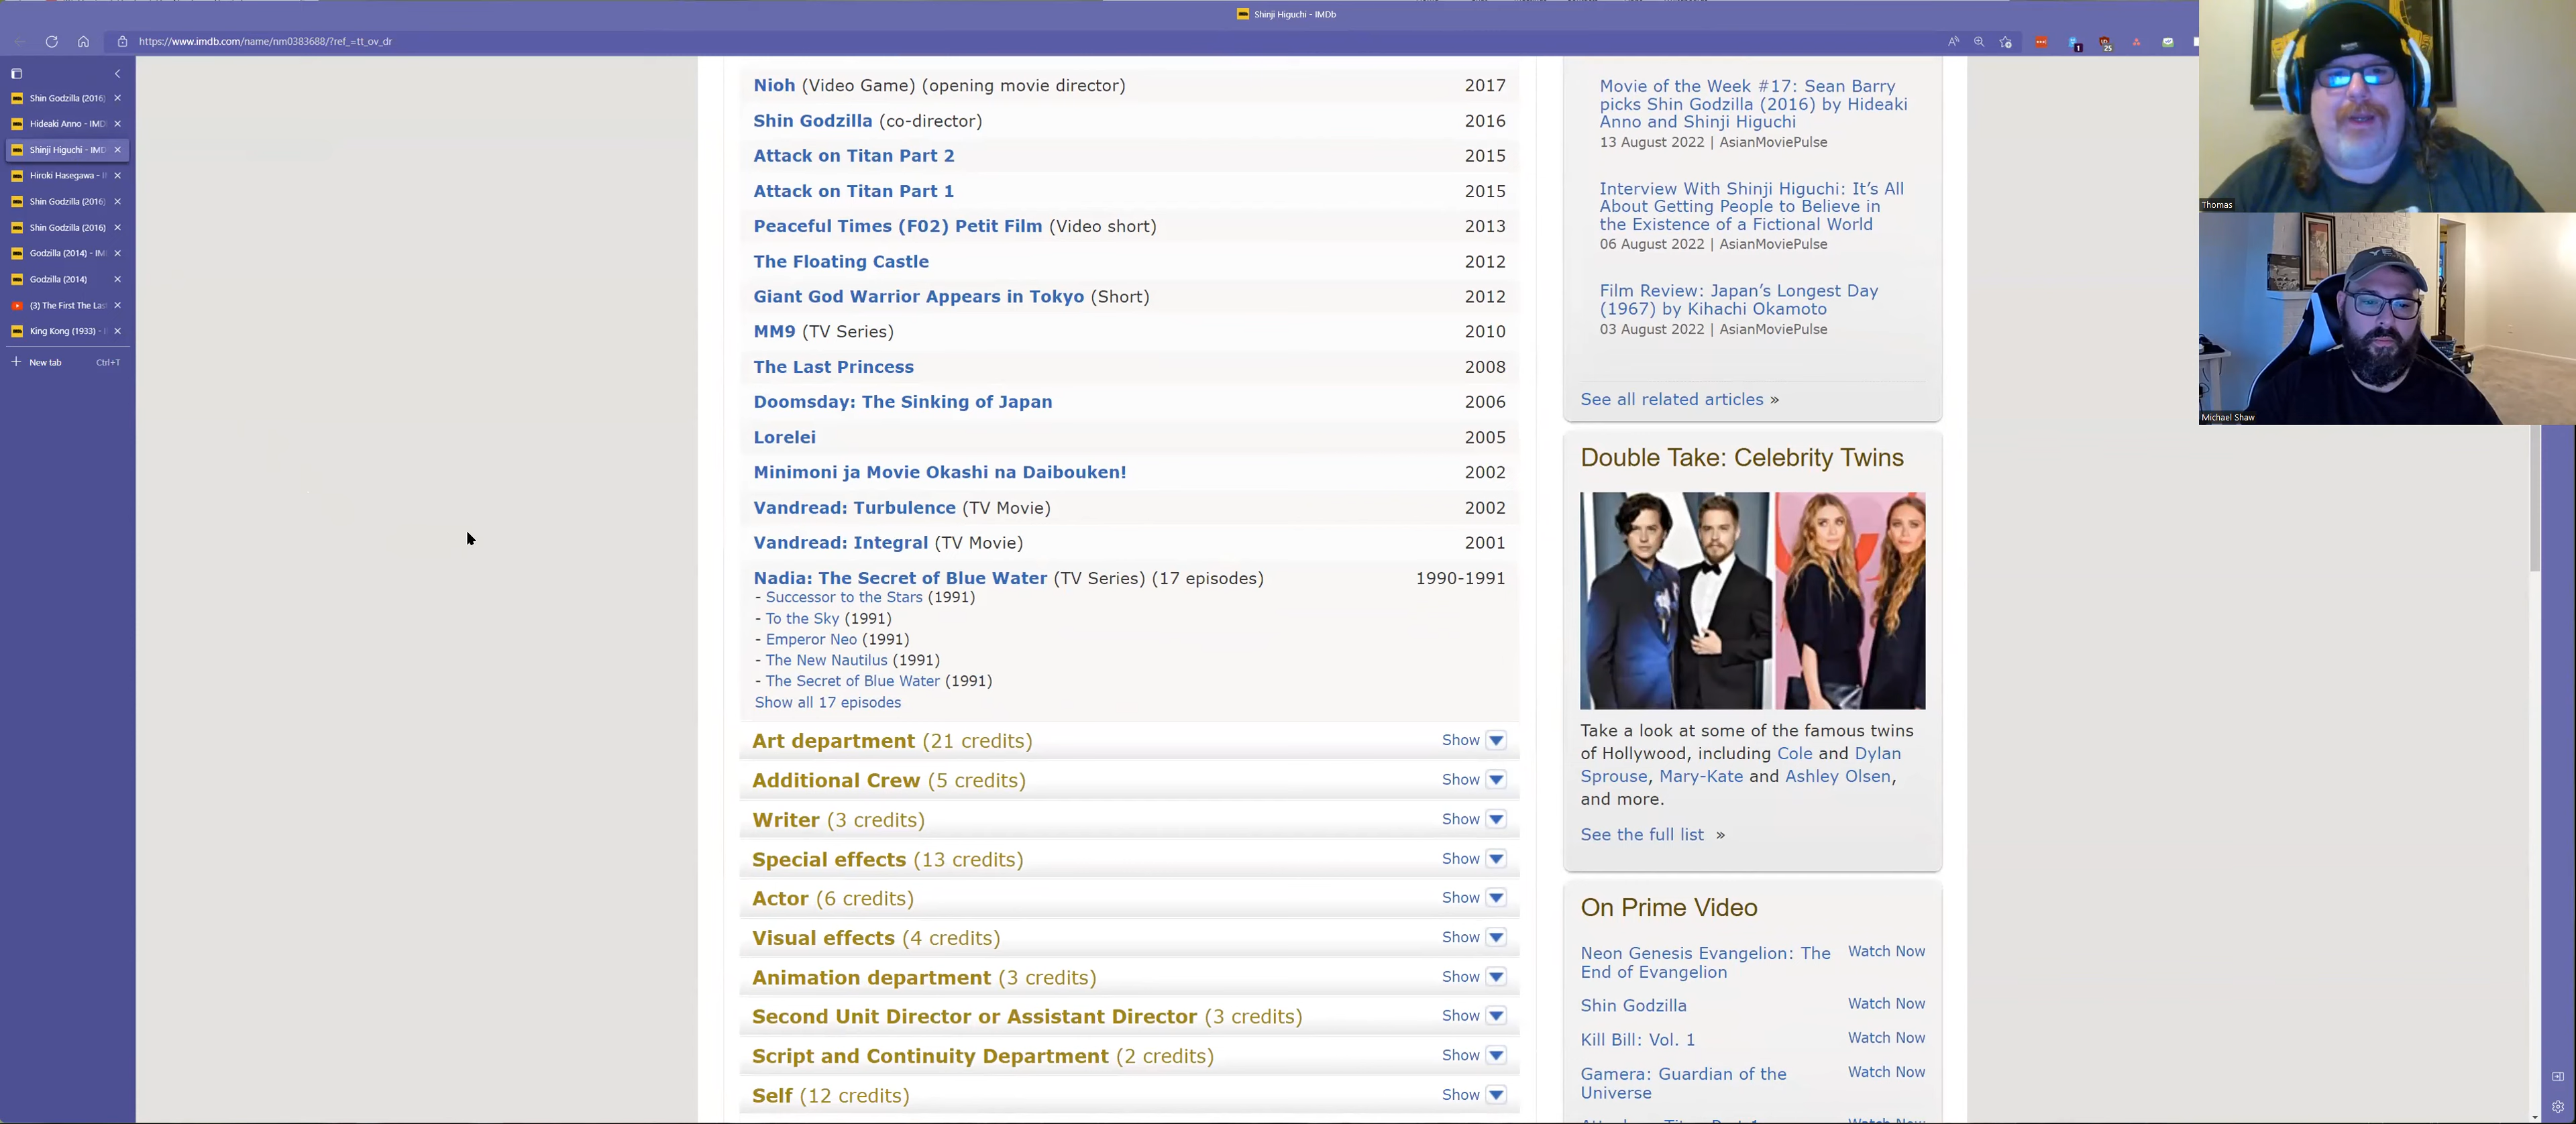 Shinji Higuchi - IMDb
https://www.imdb.com/name/nm0383688/?ref_=tt_ov_dr
1
25
Shin Godzilla (2016)
Hideaki Anno - IMD
Shinji Higuchi - IMD
Hiroki Hasegawa - I
Shin Godzilla (2016)
Shin Godzilla (2016)
Godzilla (2014) - IM
Godzilla (2014)
(3) The First The Las
King Kong (1933) -
New tab Ctrl+T
Nioh (Video Game) (opening movie director) 2017
Shin Godzilla (co-director) 2016
Attack on Titan Part 2 2015
Attack on Titan Part 1 2015
Peaceful Times (F02) Petit Film (Video short) 2013
The Floating Castle 2012
Giant God Warrior Appears in Tokyo (Short) 2012
MM9 (TV Series) 2010
The Last Princess 2008
Doomsday: The Sinking of Japan 2006
Lorelei 2005
Minimoni ja Movie Okashi na Daibouken! 2002
Vandread: Turbulence (TV Movie) 2002
Vandread: Integral (TV Movie) 2001
Nadia: The Secret of Blue Water (TV Series) (17 episodes) 1990-1991
- Successor to the Stars (1991)
- To the Sky (1991)
- Emperor Neo (1991)
- The New Nautilus (1991)
- The Secret of Blue Water (1991)
Show all 17 episodes
Art department (21 credits) Show
Additional Crew (5 credits) Show
Writer (3 credits) Show
Special effects (13 credits) Show
Actor (6 credits) Show
Visual effects (4 credits) Show
Animation department (3 credits) Show
Second Unit Director or Assistant Director (3 credits) Show
Script and Continuity Department (2 credits) Show
Self (12 credits) Show
Movie of the Week #17: Sean Barry
picks Shin Godzilla (2016) by Hideaki
Anno and Shinji Higuchi
13 August 2022 | AsianMoviePulse
Interview With Shinji Higuchi: It’s All
About Getting People to Believe in
the Existence of a Fictional World
06 August 2022 | AsianMoviePulse
Film Review: Japan’s Longest Day
(1967) by Kihachi Okamoto
03 August 2022 | AsianMoviePulse
See all related articles »
Double Take: Celebrity Twins
Take a look at some of the famous twins
of Hollywood, including Cole and Dylan
Sprouse, Mary-Kate and Ashley Olsen,
and more.
See the full list »
On Prime Video
Neon Genesis Evangelion: The Watch Now
End of Evangelion
Shin Godzilla Watch Now
Kill Bill: Vol. 1 Watch Now
Gamera: Guardian of the Watch Now
Universe
Thomas
Michael Shaw